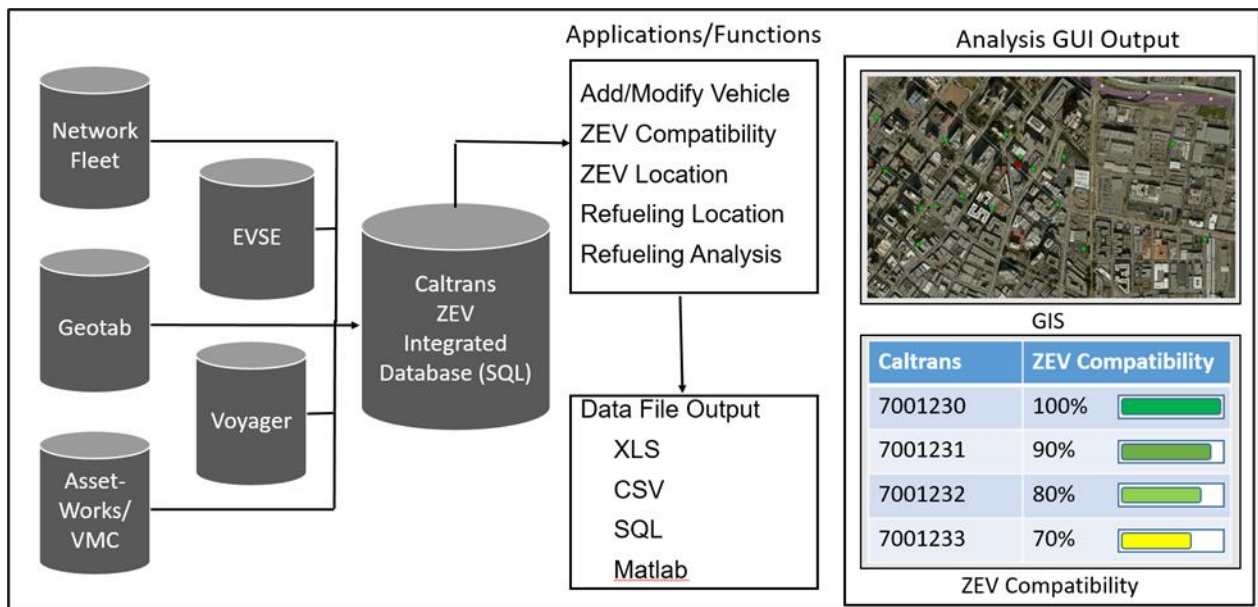 Network
Fleet
EVSE
Geotab
Voyager
Asset-
Works/
VMC
Caltrans
ZEV
Integrated
Database (SQL)
Applications/Functions
Add/Modify Vehicle
ZEV Compatibility
ZEV Location
Refueling Location
Refueling Analysis
Data File Output
XLS
CSV
SQL
Matlab
Analysis GUI Output
GIS
Caltrans ZEV Compatibility
7001230 100%
7001231 90%
7001232 80%
7001233 70%
ZEV Compatibility